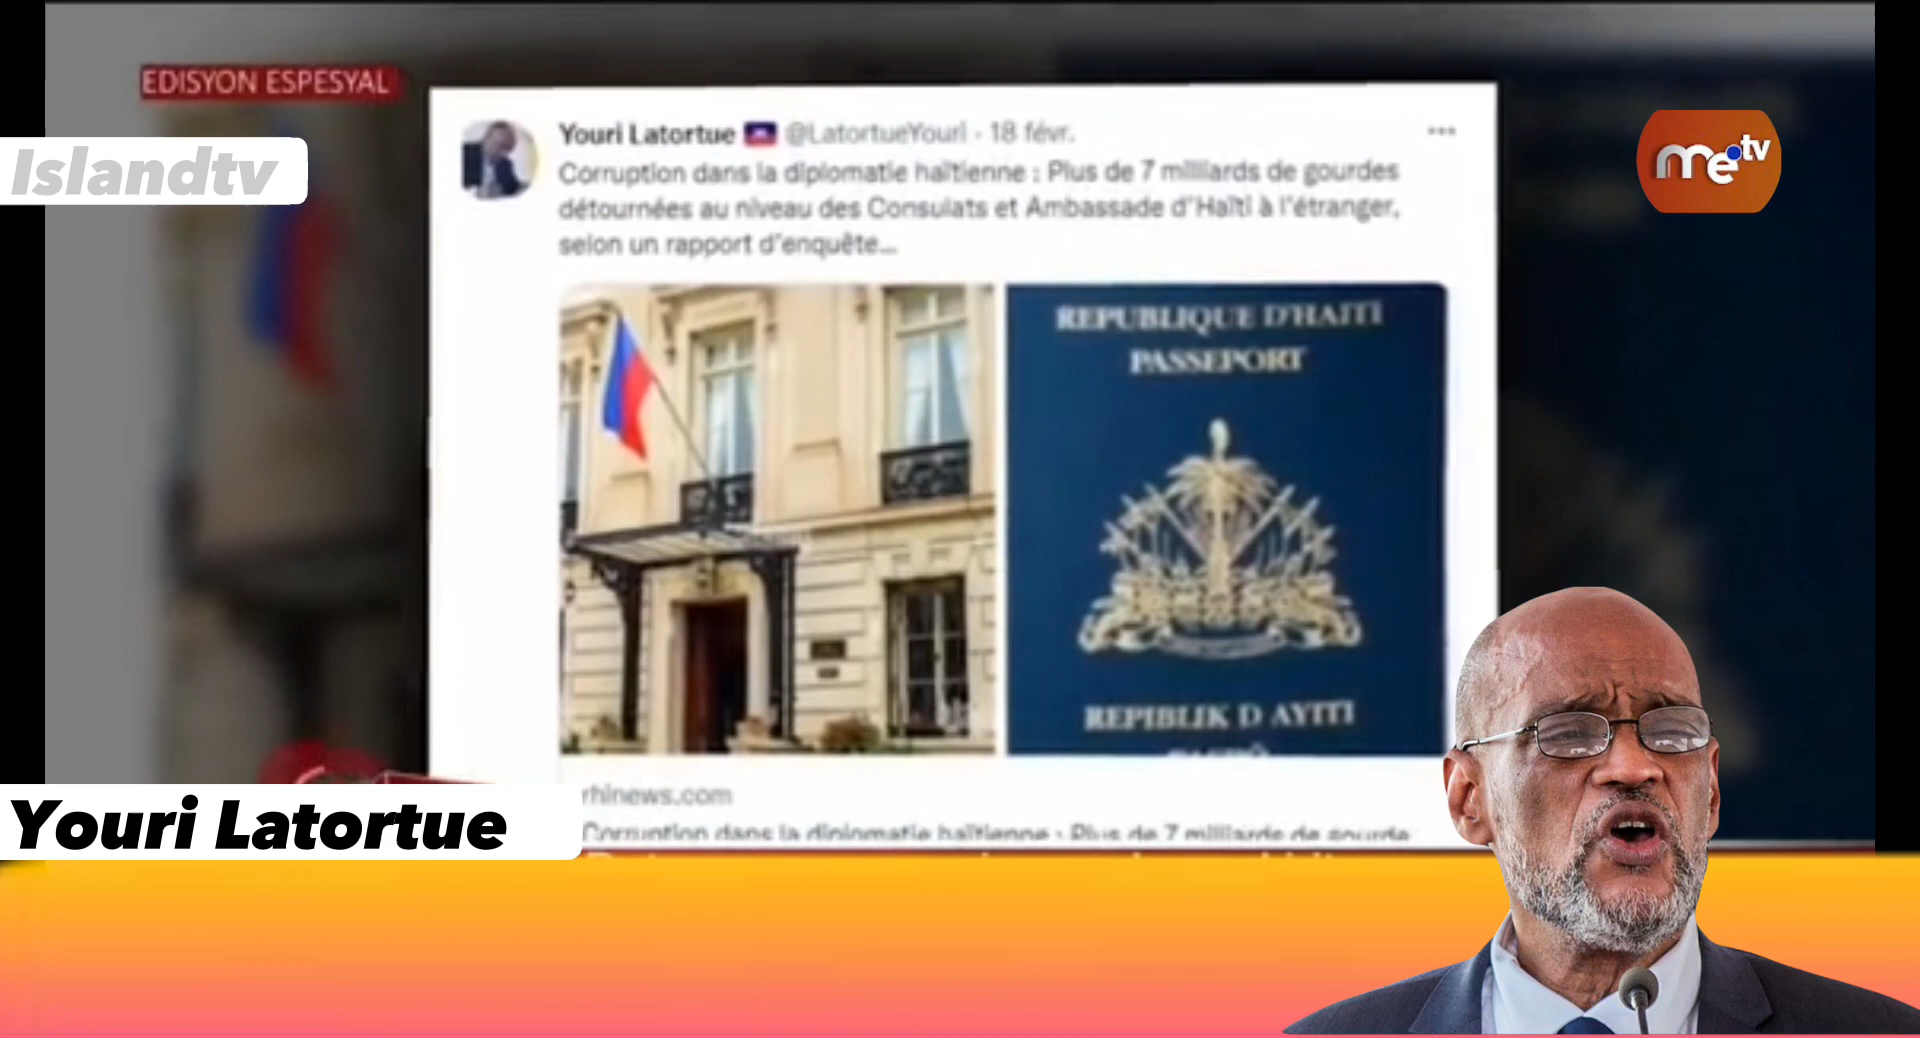 EDISYON ESPESYAL
Islandtv
me.tv
Youri Latortue @LatortueYouri · 18 févr.
Corruption dans la diplomatie haïtienne : Plus de 7 milliards de gourdes
détournées au niveau des Consulats et Ambassade d'Haïti à l'étranger,
selon un rapport d'enquête...
REPUBLIQUE D'HAITI
PASSEPORT
REPIBLIK D AYITI
rhinews.com
Corruption dans la diplomatie haïtienne : Plus de 7 milliards de gourde
Youri Latortue